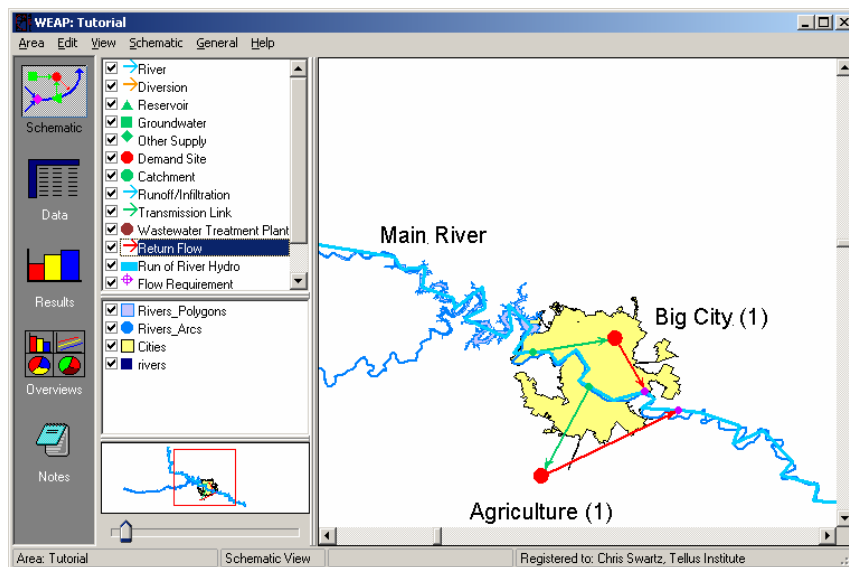 WEAP: Tutorial
Area Edit View Schematic General Help
Schematic
Data
Results
Overviews
Notes
River
Diversion
Reservoir
Groundwater
Other Supply
Demand Site
Catchment
Runoff/Infiltration
Transmission Link
Wastewater Treatment Plant
Return Flow
Run of River Hydro
Flow Requirement
Rivers_Polygons
Rivers_Arcs
Cities
rivers
Main River
Big City (1)
Agriculture (1)
Area: Tutorial Schematic View Registered to: Chris Swartz, Tellus Institute